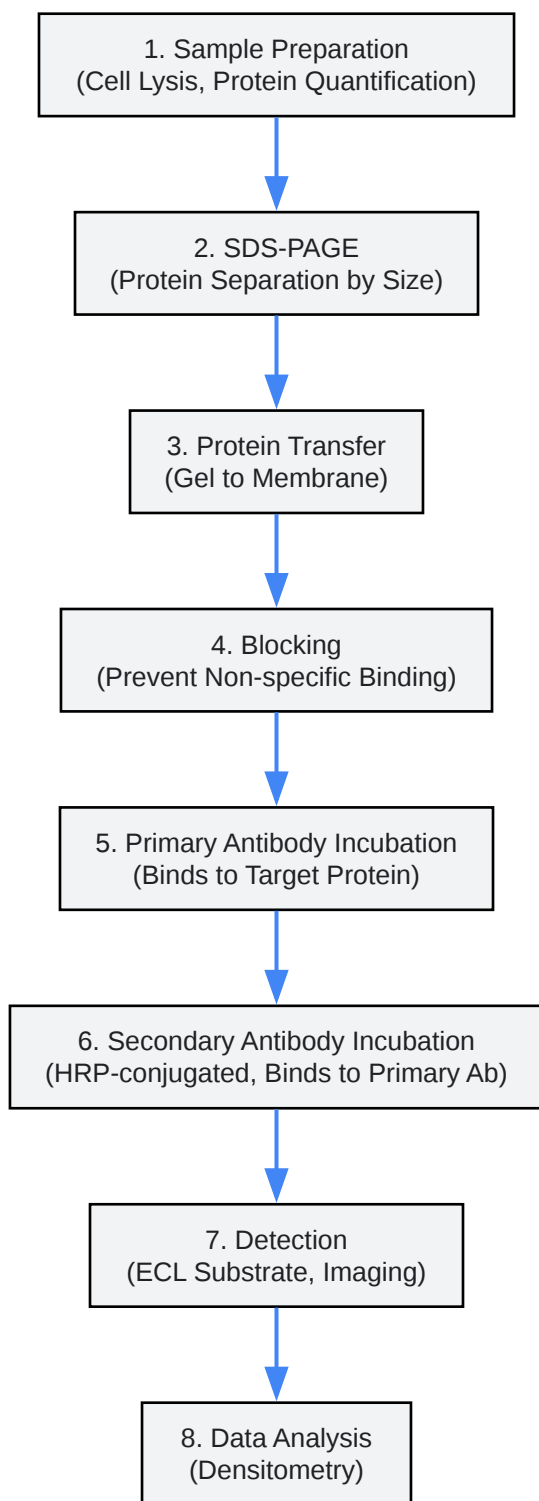 1. Sample Preparation
(Cell Lysis, Protein Quantification)
2. SDS-PAGE
(Protein Separation by Size)
3. Protein Transfer
(Gel to Membrane)
4. Blocking
(Prevent Non-specific Binding)
5. Primary Antibody Incubation
(Binds to Target Protein)
6. Secondary Antibody Incubation
(HRP-conjugated, Binds to Primary Ab)
7. Detection
(ECL Substrate, Imaging)
8. Data Analysis
(Densitometry)